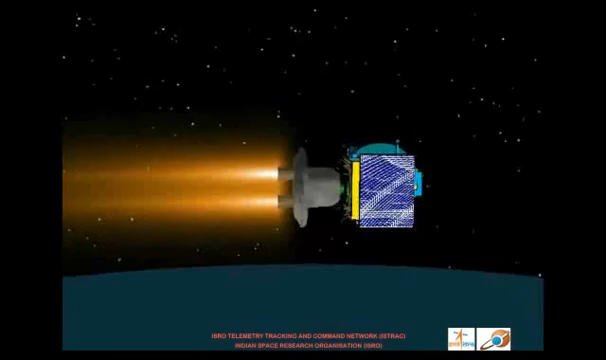 ISRO TELEMETRY TRACKING AND COMMAND NETWORK (ISTRAC)
INDIAN SPACE RESEARCH ORGANISATION (ISRO)